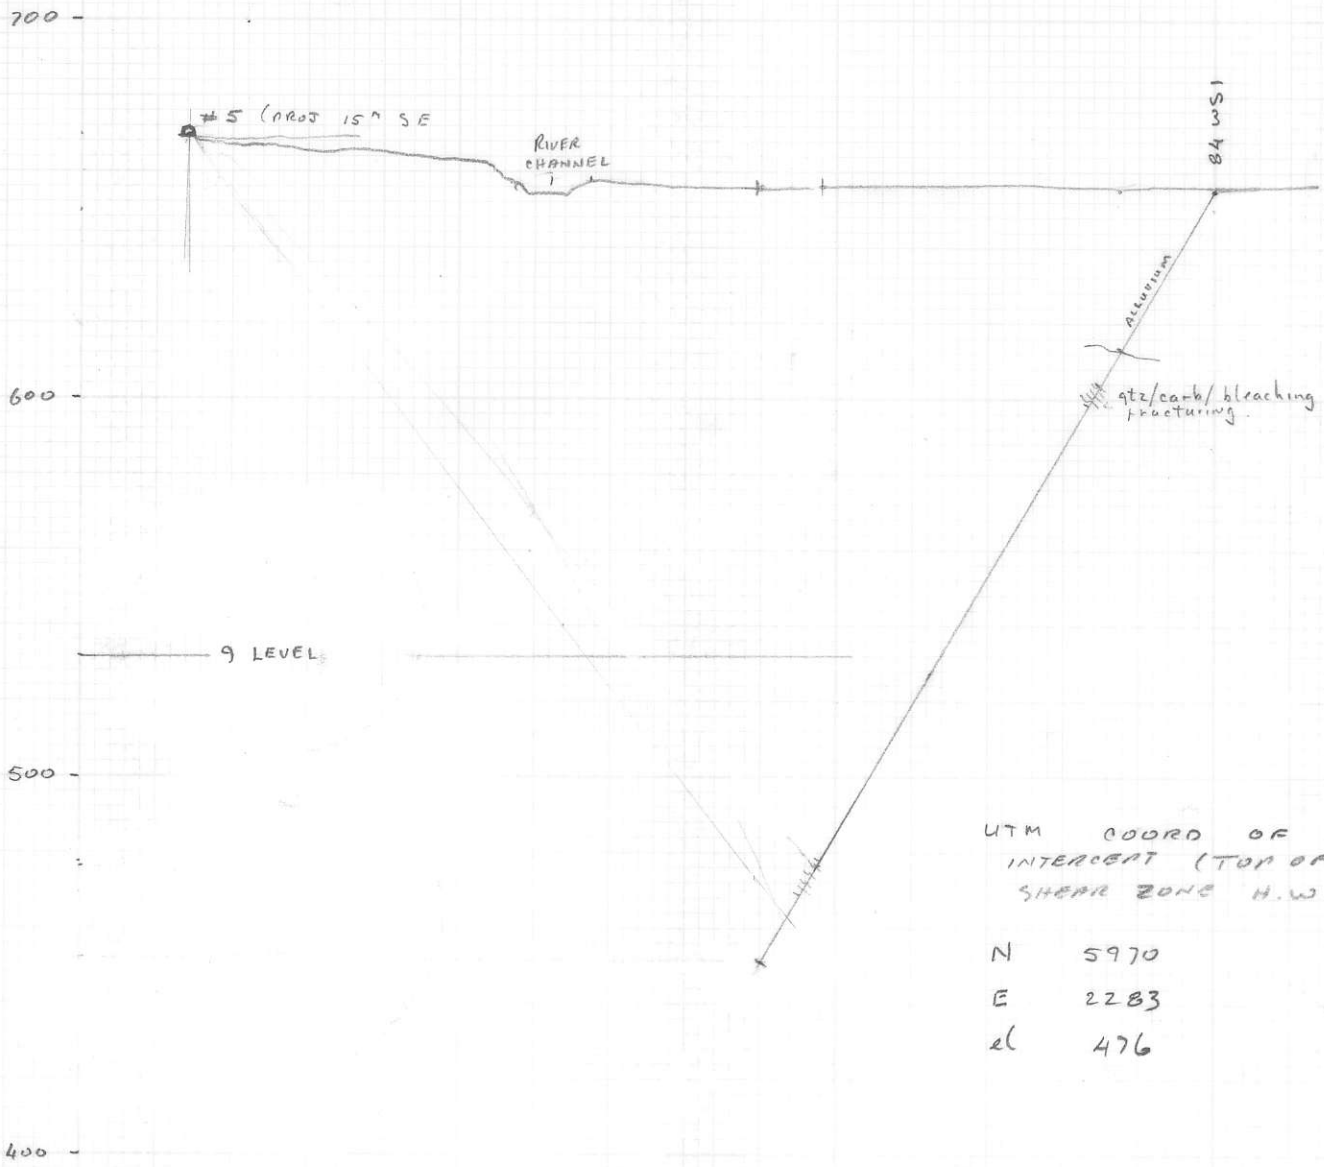 700
84 WS1
#5 (PROJ 15M SE
RIVER
CHANNEL
ALLUVIUM
600
qtz/carb/bleaching
fracturing.
9 LEVEL
500
UTM COORD OF
INTERCEPT (TOP OF
SHEAR ZONE H.W
N 5970
E 2283
el 476
400